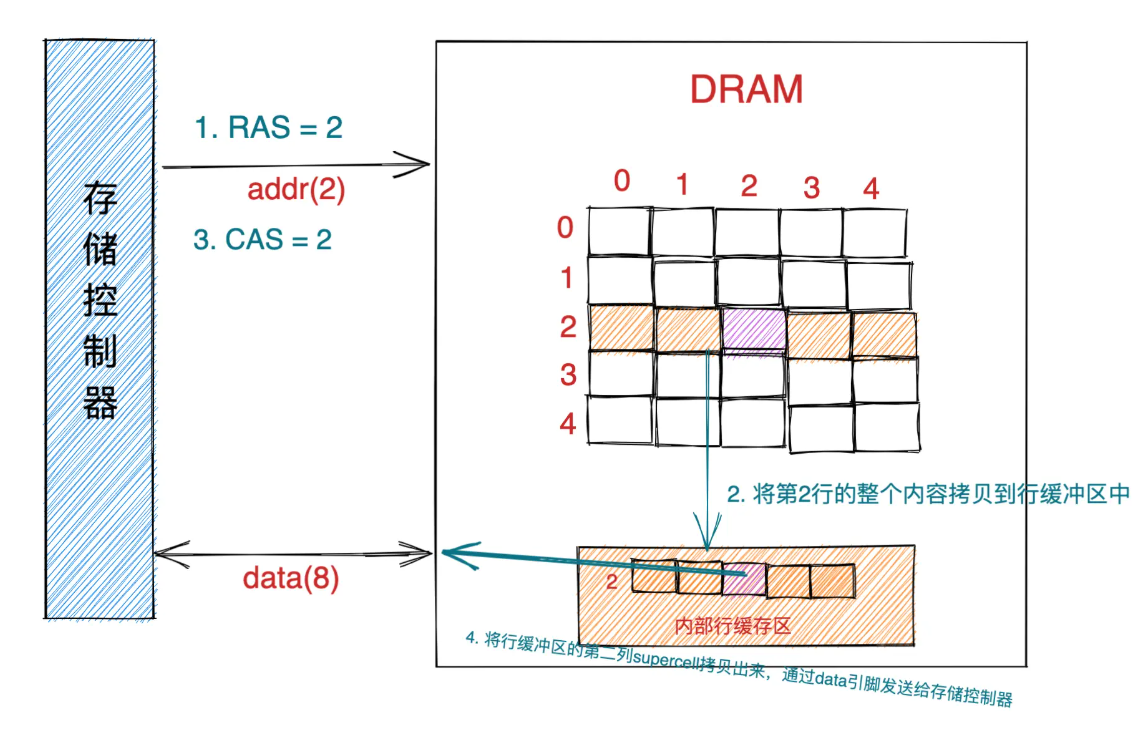 DRAM
1. RAS = 2
addr(2)
3. CAS = 2
存储控制器
0 1 2 3 4
0
1
2
3
4
2. 将第2行的整个内容拷贝到行缓冲区中
data(8)
2
内部行缓存区
4. 将行缓冲区的第二列supercell拷贝出来，通过data引脚发送给存储控制器